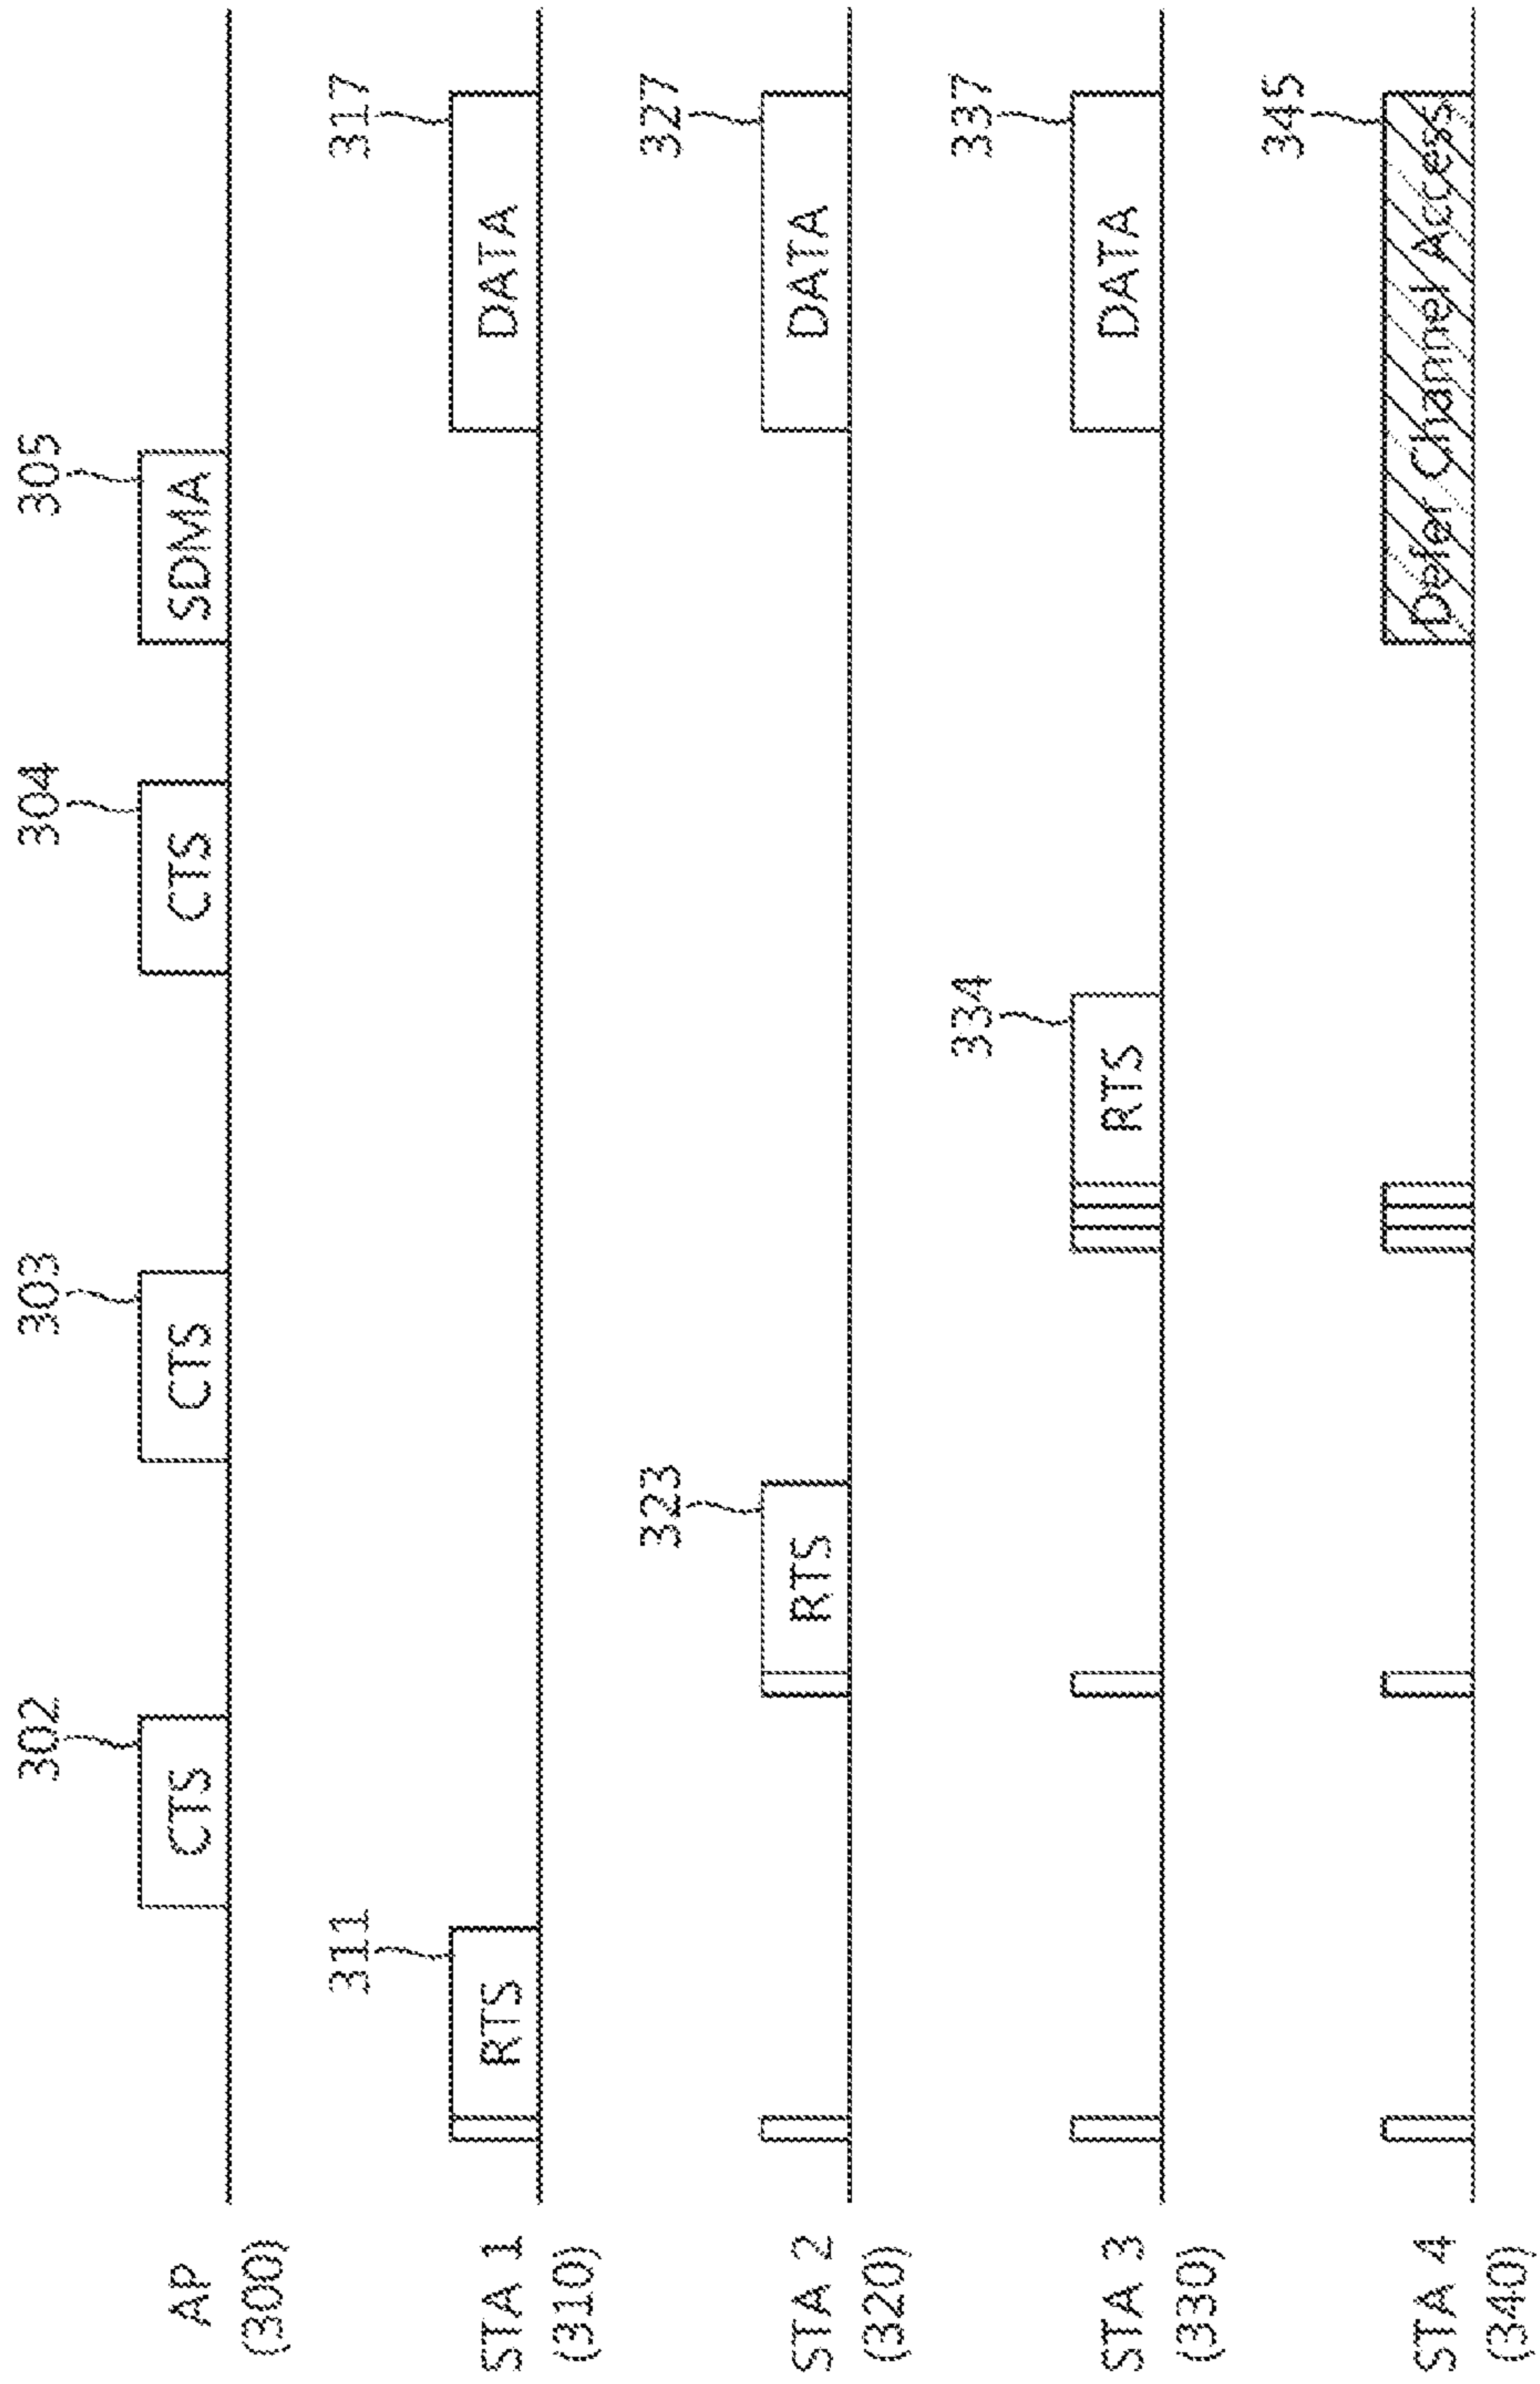 AP
(300)
302
CTS
303
CTS
304
CTS
305
SDMA
STA 1
(310)
311
RTS
317
DATA
STA 2
(320)
323
RTS
327
DATA
STA 3
(330)
334
RTS
337
DATA
STA 4
(340)
345
Defer Channel Access